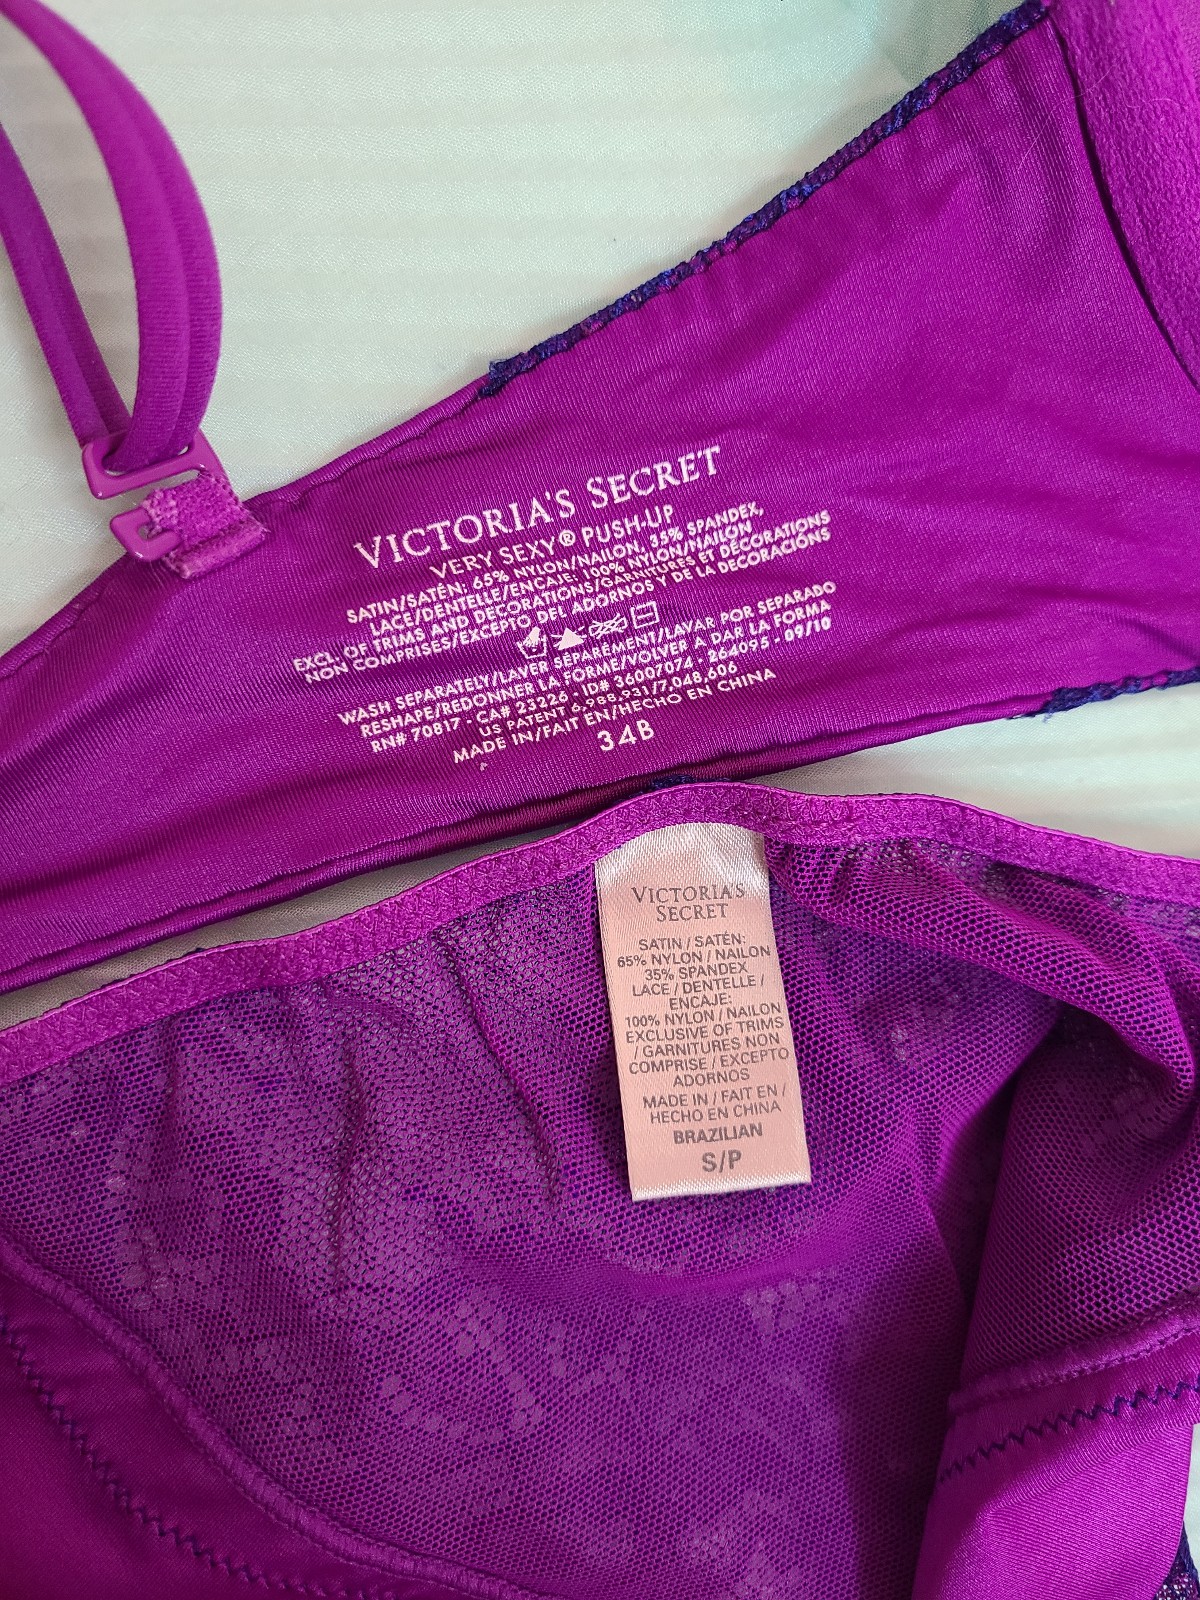 VICTORIA'S SECRET
VERY SEXY® PUSH-UP
SATIN/SATÉN: 65% NYLON/NAILON, 35% SPANDEX,
LACE/DENTELLE/ENCAJE: 100% NYLON/NAILON
EXCL. OF TRIMS AND DECORATIONS/GARNITURES ET DÉCORATIONS
NON COMPRISES/EXCEPTO DEL ADORNOS Y DE LA DECORACIÓNS
WASH SEPARATELY/LAVER SÉPARÉMENT/LAVAR POR SEPARADO
RESHAPE/REDONNER LA FORME/VOLVER A DAR LA FORMA
RN# 70817 - CA# 23226 - ID# 36007074 - 264095 - 09/10
US PATENT 6,988,931/7,048,606
MADE IN/FAIT EN/HECHO EN CHINA
34B
VICTORIA'S
SECRET
SATIN / SATÉN:
65% NYLON / NAILON
35% SPANDEX
LACE / DENTELLE /
ENCAJE:
100% NYLON / NAILON
EXCLUSIVE OF TRIMS
/ GARNITURES NON
COMPRISE / EXCEPTO
ADORNOS
MADE IN / FAIT EN /
HECHO EN CHINA
BRAZILIAN
S/P